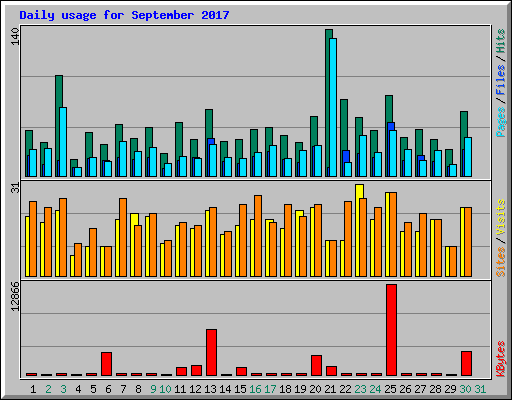 Daily usage for September 2017
140
Pages / Files / Hits
31
Sites / Visits
12866
KBytes
1 2 3 4 5 6 7 8 9 10 11 12 13 14 15 16 17 18 19 20 21 22 23 24 25 26 27 28 29 30 31